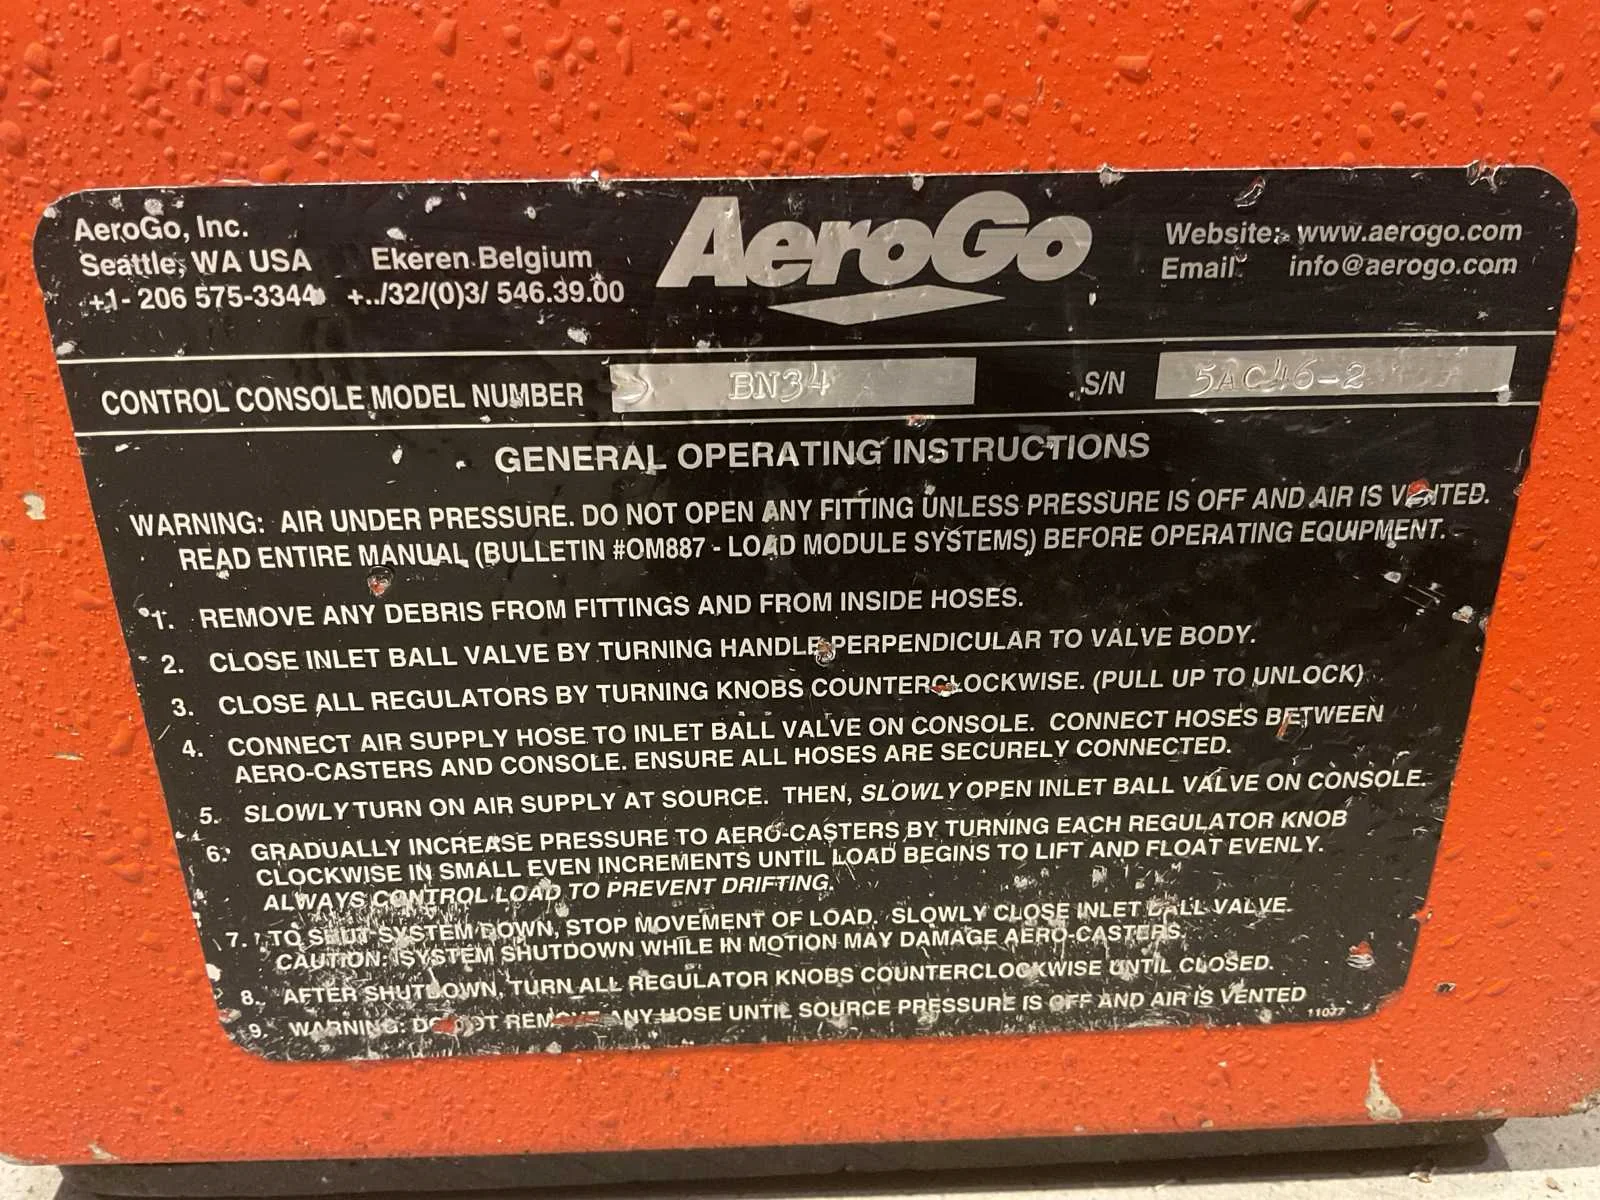 AeroGo, Inc.
Seattle, WA USA
+1- 206 575-3344
Ekeren Belgium
+../32/(0)3/ 546.39.00
AeroGo
Website: www.aerogo.com
Email info@aerogo.com
CONTROL CONSOLE MODEL NUMBER BN34 S/N 5AC46-2
GENERAL OPERATING INSTRUCTIONS
WARNING: AIR UNDER PRESSURE. DO NOT OPEN ANY FITTING UNLESS PRESSURE IS OFF AND AIR IS VENTED.
READ ENTIRE MANUAL (BULLETIN #OM887 - LOAD MODULE SYSTEMS) BEFORE OPERATING EQUIPMENT.
1. REMOVE ANY DEBRIS FROM FITTINGS AND FROM INSIDE HOSES.
2. CLOSE INLET BALL VALVE BY TURNING HANDLE PERPENDICULAR TO VALVE BODY.
3. CLOSE ALL REGULATORS BY TURNING KNOBS COUNTERCLOCKWISE. (PULL UP TO UNLOCK)
4. CONNECT AIR SUPPLY HOSE TO INLET BALL VALVE ON CONSOLE. CONNECT HOSES BETWEEN
AERO-CASTERS AND CONSOLE. ENSURE ALL HOSES ARE SECURELY CONNECTED.
5. SLOWLY TURN ON AIR SUPPLY AT SOURCE. THEN, SLOWLY OPEN INLET BALL VALVE ON CONSOLE.
6. GRADUALLY INCREASE PRESSURE TO AERO-CASTERS BY TURNING EACH REGULATOR KNOB
CLOCKWISE IN SMALL EVEN INCREMENTS UNTIL LOAD BEGINS TO LIFT AND FLOAT EVENLY.
ALWAYS CONTROL LOAD TO PREVENT DRIFTING.
7. TO SHUT SYSTEM DOWN, STOP MOVEMENT OF LOAD. SLOWLY CLOSE INLET BALL VALVE.
CAUTION: SYSTEM SHUTDOWN WHILE IN MOTION MAY DAMAGE AERO-CASTERS.
8. AFTER SHUTDOWN, TURN ALL REGULATOR KNOBS COUNTERCLOCKWISE UNTIL CLOSED.
9. WARNING: DO NOT REMOVE ANY HOSE UNTIL SOURCE PRESSURE IS OFF AND AIR IS VENTED
11077